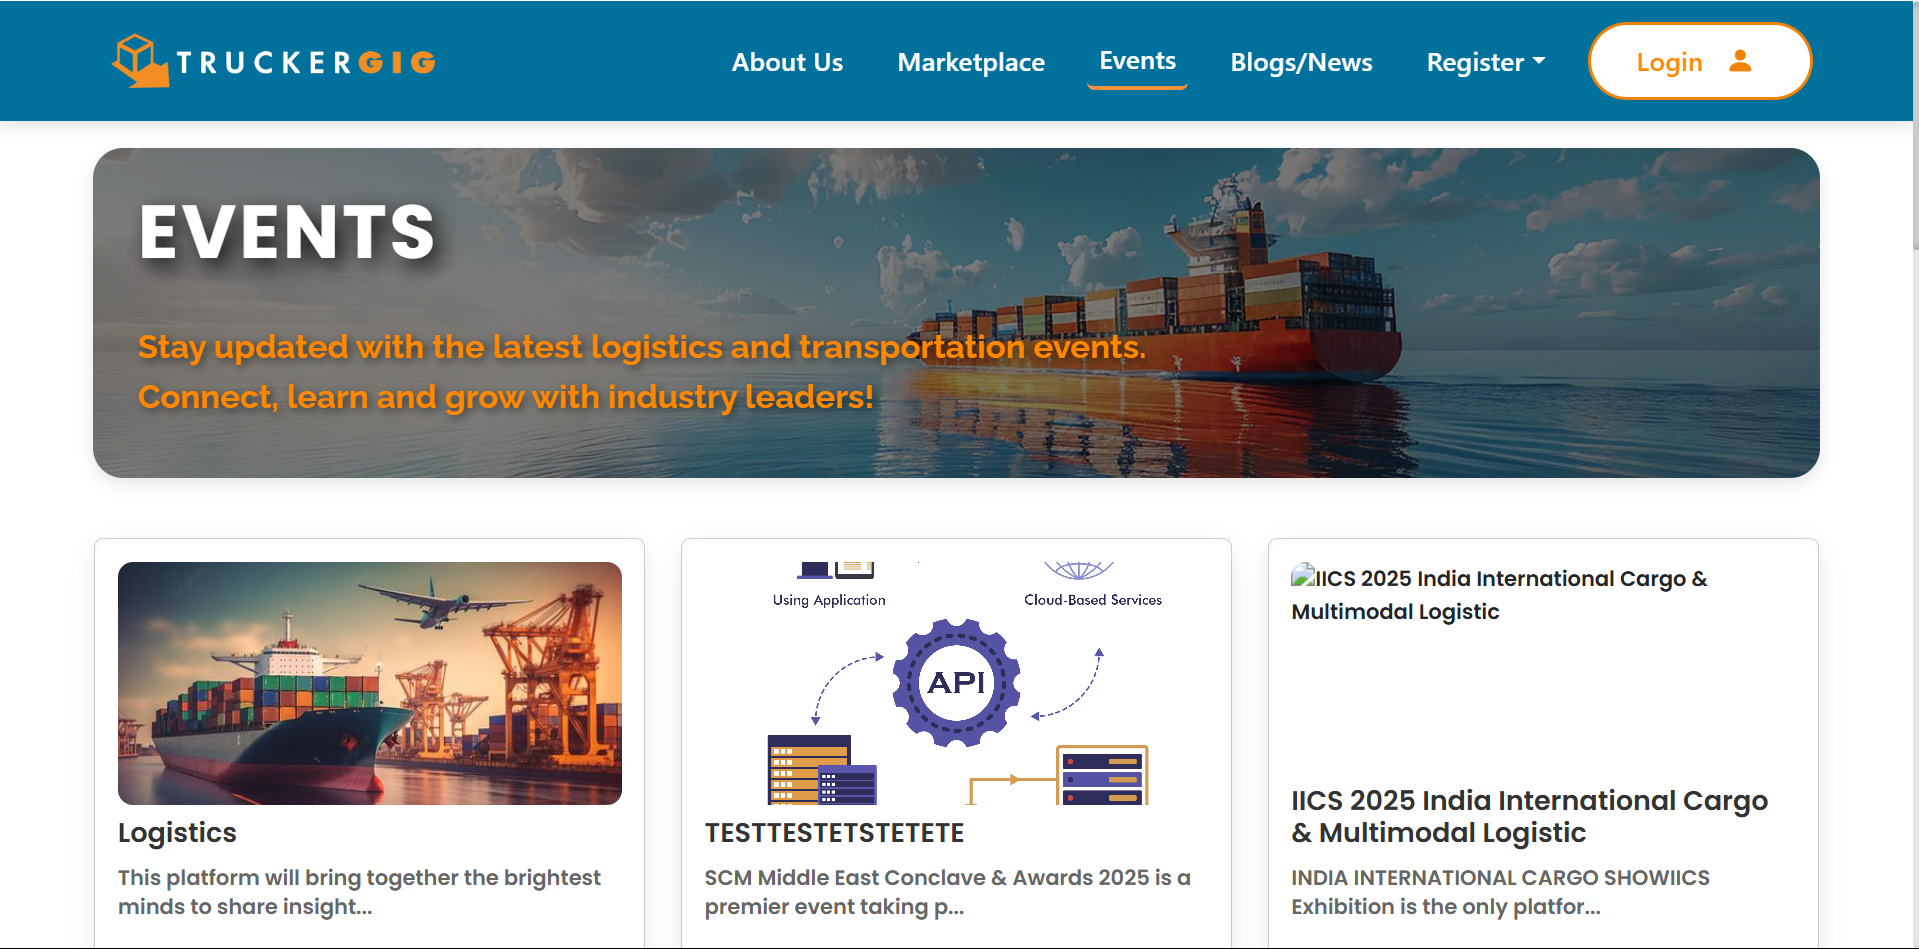 TRUCKERGIG
About Us
Marketplace
Events
Blogs/News
Register
Login
EVENTS
Stay updated with the latest logistics and transportation events.
Connect, learn and grow with industry leaders!
Using Application
Cloud-Based Services
API
IICS 2025 India International Cargo &
Multimodal Logistic
Logistics
This platform will bring together the brightest
minds to share insight...
TESTTESTETSTETETE
SCM Middle East Conclave & Awards 2025 is a
premier event taking p...
IICS 2025 India International Cargo
& Multimodal Logistic
INDIA INTERNATIONAL CARGO SHOWIICS
Exhibition is the only platfor...